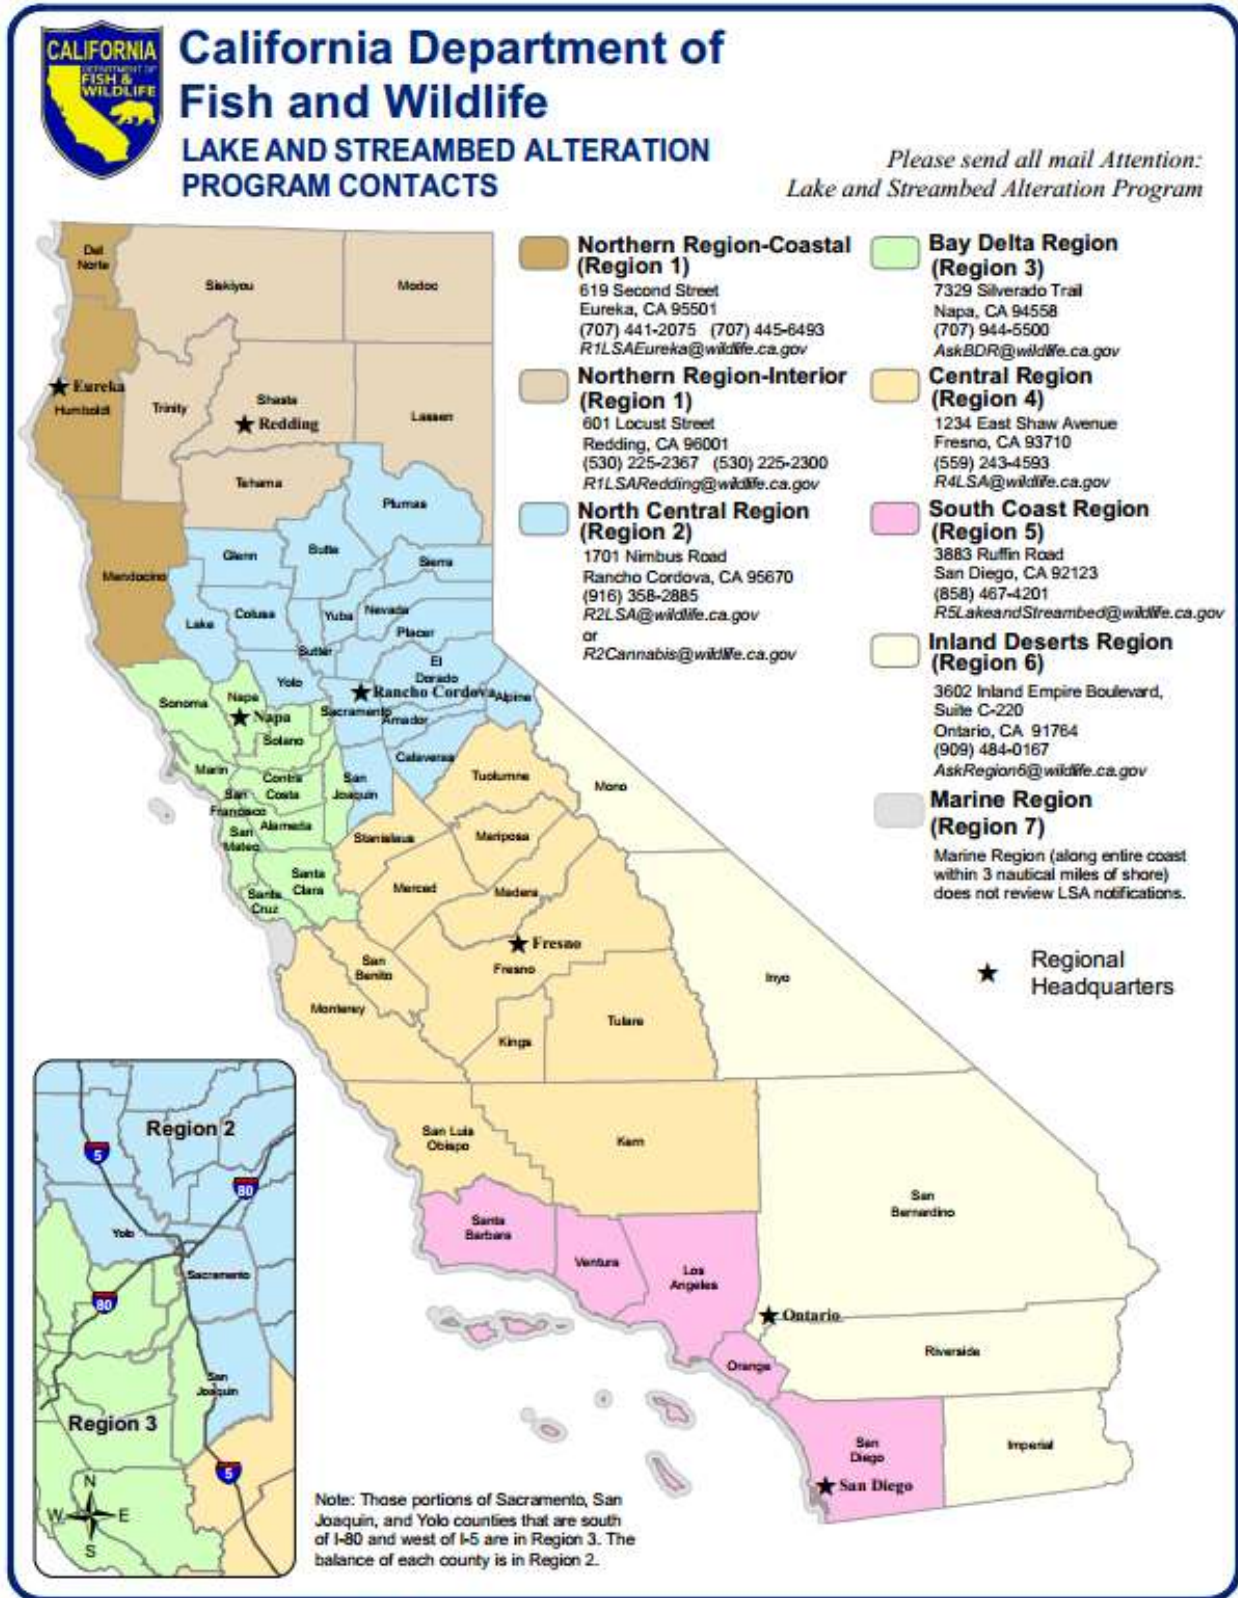 CALIFORNIA
DEPARTMENT OF
FISH &
WILDLIFE
California Department of
Fish and Wildlife
LAKE AND STREAMBED ALTERATION
PROGRAM CONTACTS
Please send all mail Attention:
Lake and Streambed Alteration Program
Northern Region-Coastal
(Region 1)
619 Second Street
Eureka, CA 95501
(707) 441-2075 (707) 445-6493
R1LSAEureka@wildlife.ca.gov
Northern Region-Interior
(Region 1)
601 Locust Street
Redding, CA 96001
(530) 225-2367 (530) 225-2300
R1LSARedding@wildlife.ca.gov
North Central Region
(Region 2)
1701 Nimbus Road
Rancho Cordova, CA 95670
(916) 358-2885
R2LSA@wildlife.ca.gov
or
R2Cannabis@wildlife.ca.gov
Bay Delta Region
(Region 3)
7329 Silverado Trail
Napa, CA 94558
(707) 944-5500
AskBDR@wildlife.ca.gov
Central Region
(Region 4)
1234 East Shaw Avenue
Fresno, CA 93710
(559) 243-4593
R4LSA@wildlife.ca.gov
South Coast Region
(Region 5)
3883 Ruffin Road
San Diego, CA 92123
(858) 467-4201
R5LakeandStreambed@wildlife.ca.gov
Inland Deserts Region
(Region 6)
3602 Inland Empire Boulevard,
Suite C-220
Ontario, CA 91764
(909) 484-0167
AskRegion6@wildlife.ca.gov
Marine Region
(Region 7)
Marine Region (along entire coast
within 3 nautical miles of shore)
does not review LSA notifications.
Regional
Headquarters
Del
Norte
Siskiyou
Modoc
Eureka
Humboldt
Trinity
Shasta
Redding
Lassen
Tehama
Plumas
Mendocino
Glenn
Butte
Sierra
Lake
Colusa
Yuba
Nevada
Placer
Sutter
El
Dorado
Yolo
Rancho Cordova
Alpine
Sonoma
Napa
Napa
Sacramento
Amador
Solano
Calaveras
Marin
Contra
Costa
San
Joaquin
Tuolumne
Mono
San
Francisco
Alameda
San
Mateo
Stanislaus
Mariposa
Santa
Clara
Merced
Madera
Santa
Cruz
Fresno
Fresno
San
Benito
Inyo
Monterey
Kings
Tulare
San Luis
Obispo
Kern
San
Bernardino
Santa
Barbara
Ventura
Los
Angeles
Ontario
Orange
Riverside
San
Diego
Imperial
San Diego
Region 2
5
80
Yolo
Sacramento
80
San
Joaquin
Region 3
5
N
W E
S
Note: Those portions of Sacramento, San
Joaquin, and Yolo counties that are south
of I-80 and west of I-5 are in Region 3. The
balance of each county is in Region 2.